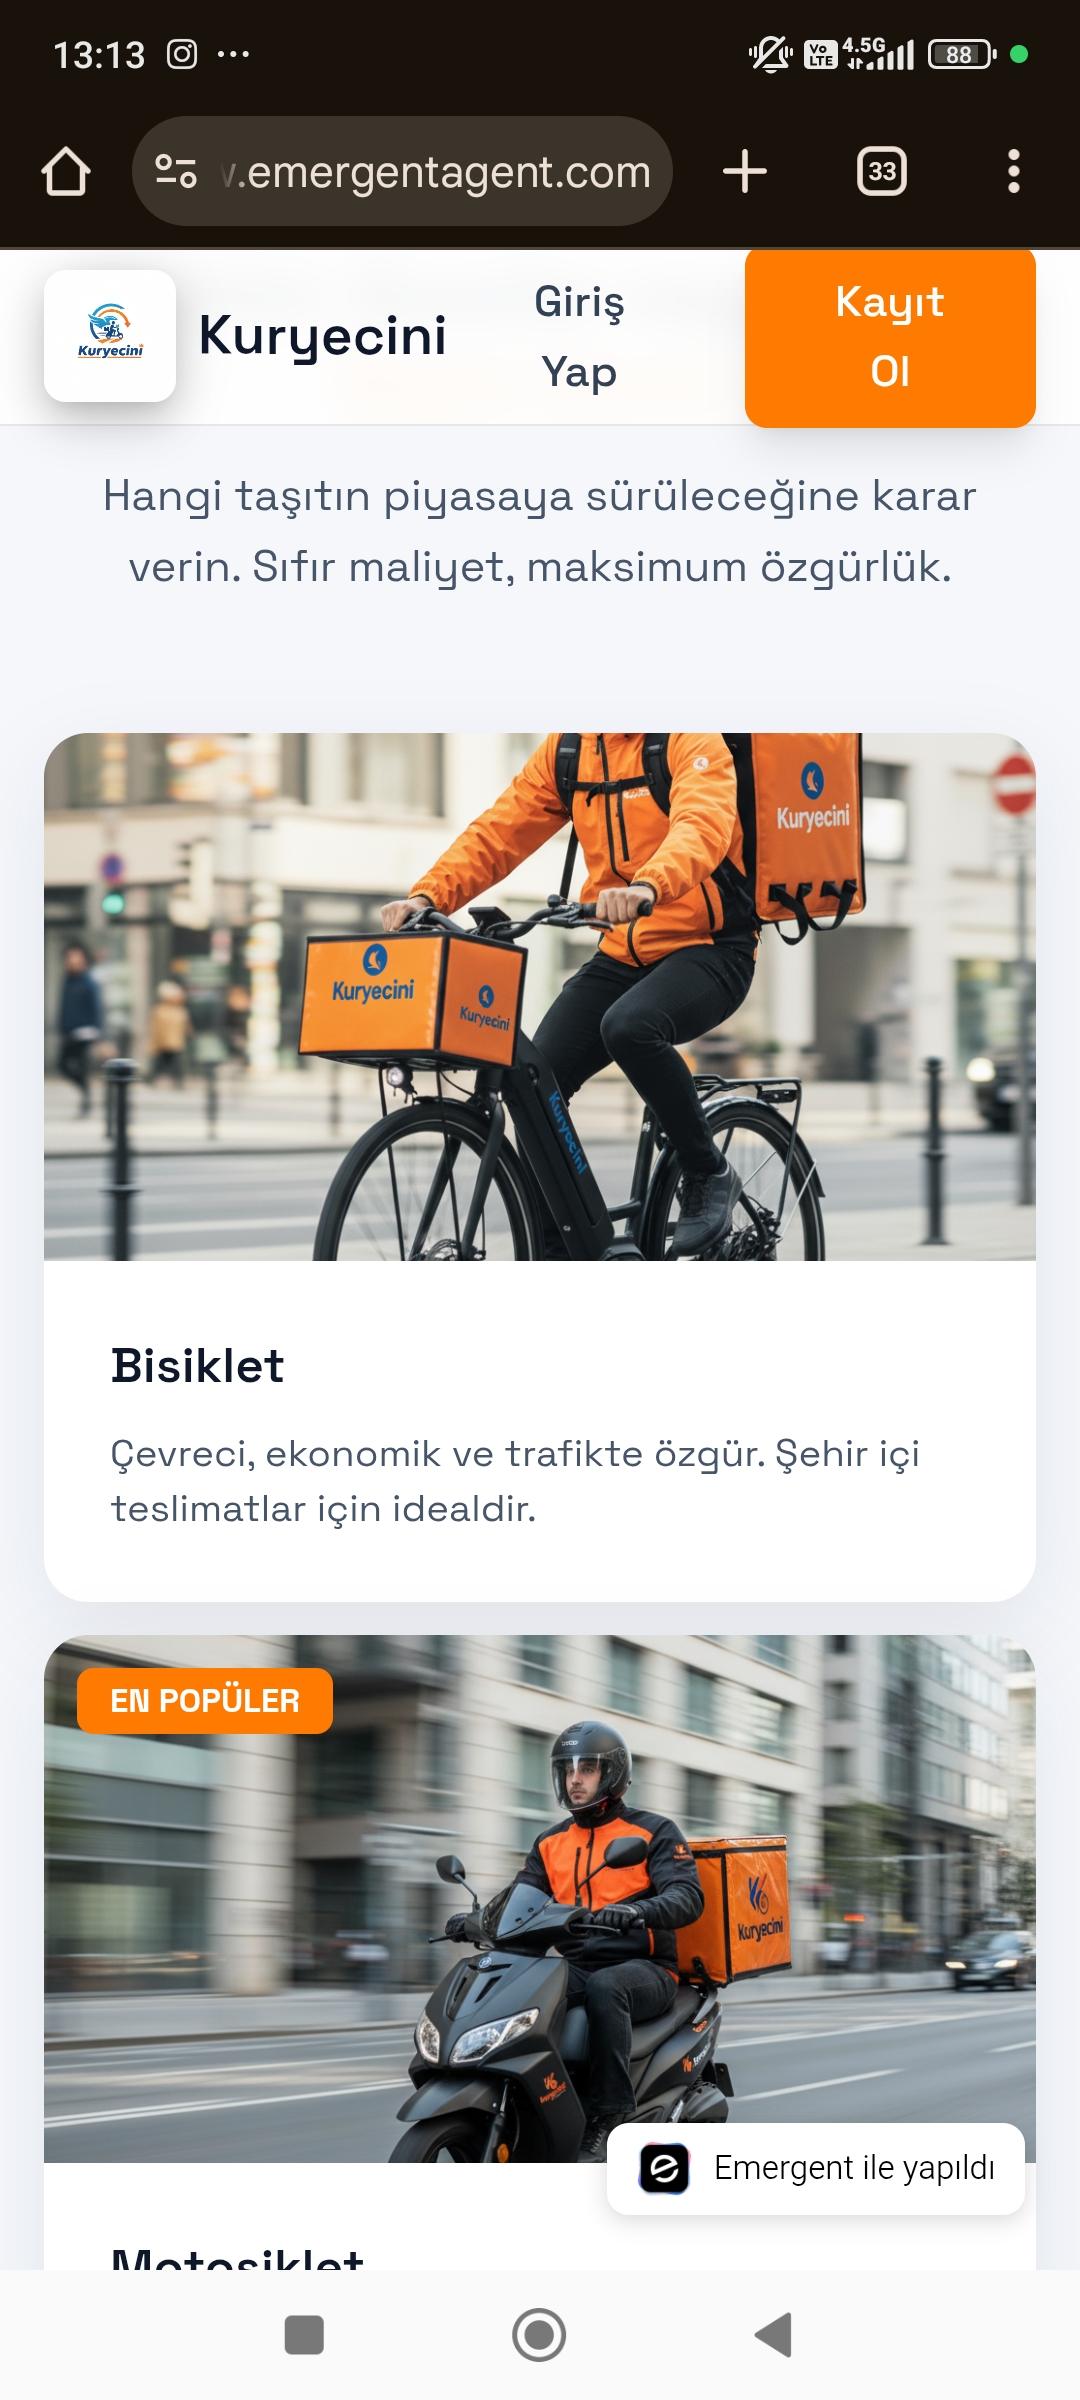 13:13
Vo LTE 4.5G 88
.emergentagent.com
33
Kuryecini
Kuryecini
Giriş
Yap
Kayıt
Ol
Hangi taşıtın piyasaya sürüleceğine karar
verin. Sıfır maliyet, maksimum özgürlük.
Kuryecini
Kuryecini
Kuryecini
Kuryecini
Bisiklet
Çevreci, ekonomik ve trafikte özgür. Şehir içi
teslimatlar için idealdir.
EN POPÜLER
Kuryecini
Emergent ile yapıldı
Motosiklet